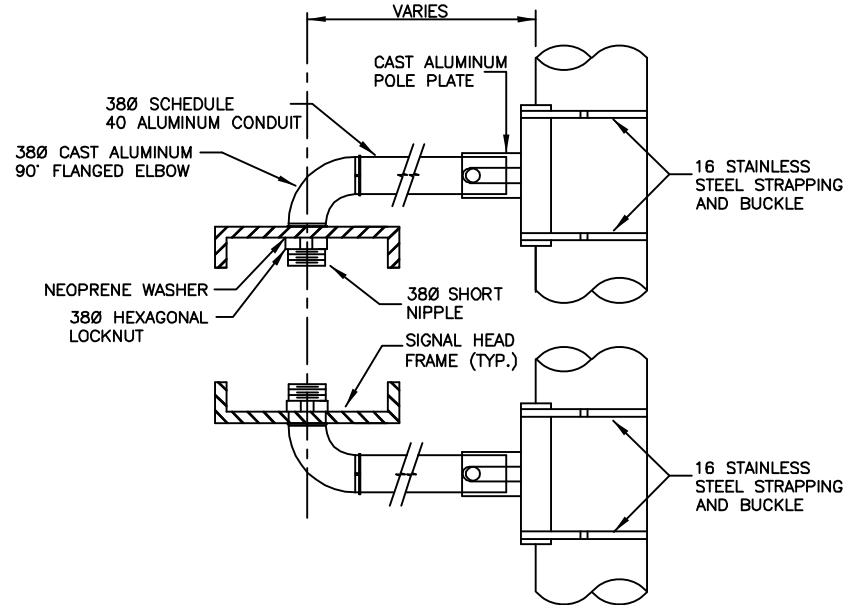 VARIES
CAST ALUMINUM
POLE PLATE
38Ø SCHEDULE
40 ALUMINUM CONDUIT
38Ø CAST ALUMINUM
90° FLANGED ELBOW
16 STAINLESS
STEEL STRAPPING
AND BUCKLE
NEOPRENE WASHER
38Ø HEXAGONAL
LOCKNUT
38Ø SHORT
NIPPLE
SIGNAL HEAD
FRAME (TYP.)
16 STAINLESS
STEEL STRAPPING
AND BUCKLE